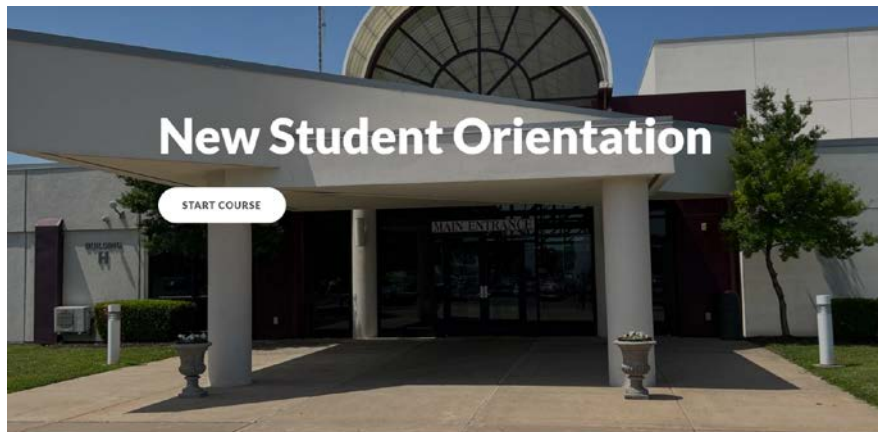 New Student Orientation
START COURSE
MAIN ENTRANCE
BUILDING
H